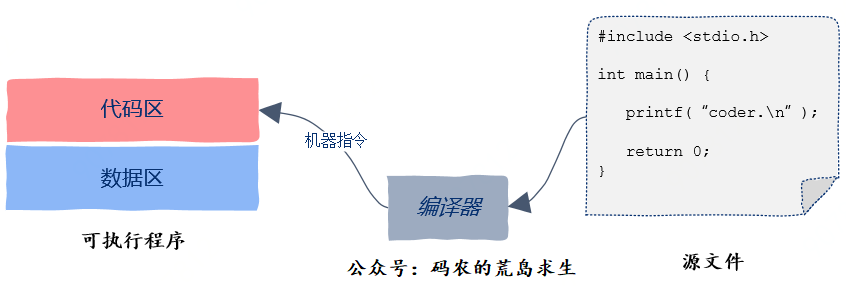 代码区
数据区
可执行程序
机器指令
编译器
公众号：码农的荒岛求生
#include <stdio.h>
int main() {
printf( “coder.\n” );
return 0;
}
源文件